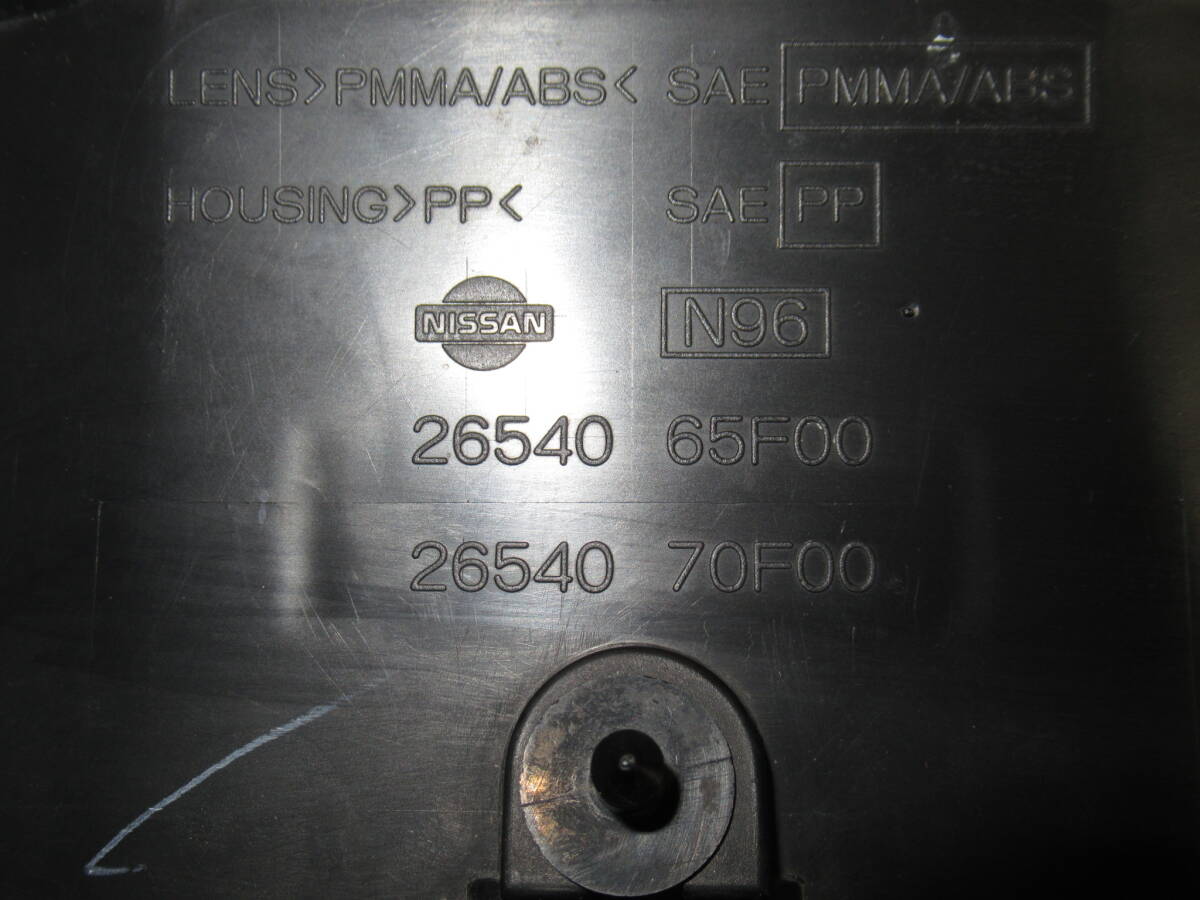 LENS>PMMA/ABS< SAE PMMA/ABS
HOUSING>PP< SAE PP
NISSAN N96
26540 65F00
26540 70F00